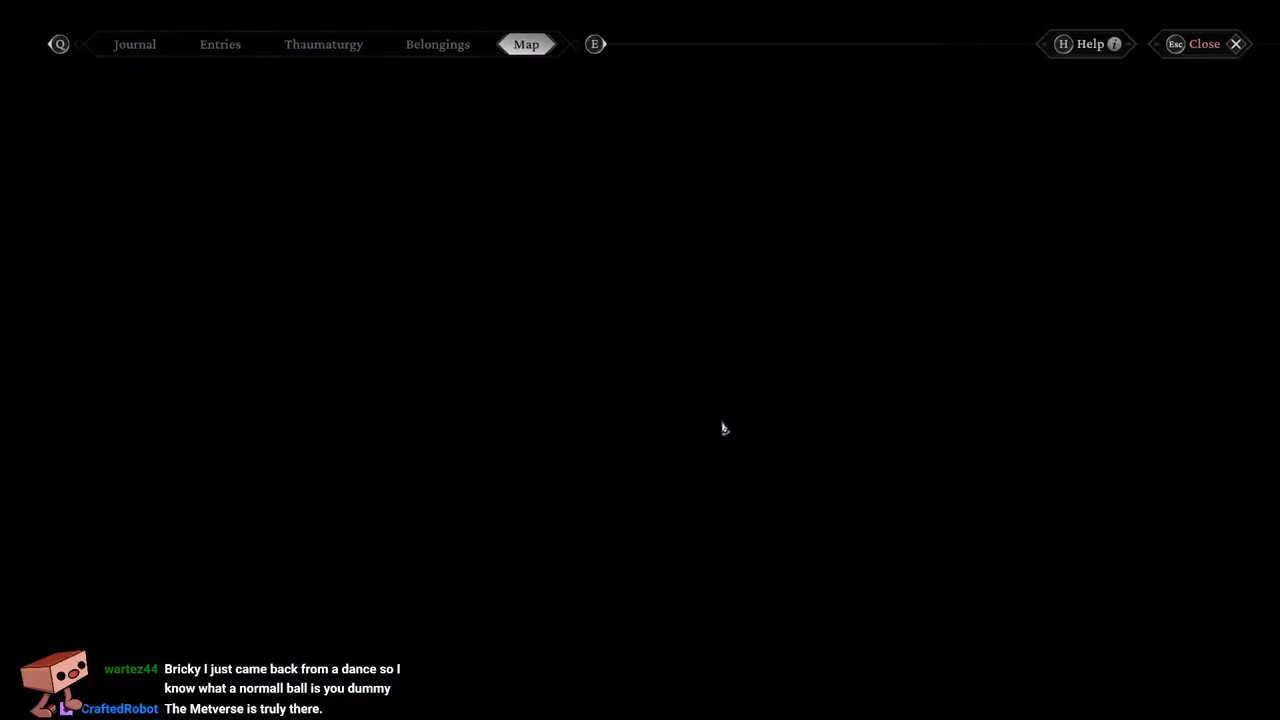 Q Journal Entries Thaumaturgy Belongings Map E H Help i Esc Close
wartez44 Bricky I just came back from a dance so I
know what a normall ball is you dummy
CraftedRobot The Metverse is truly there.